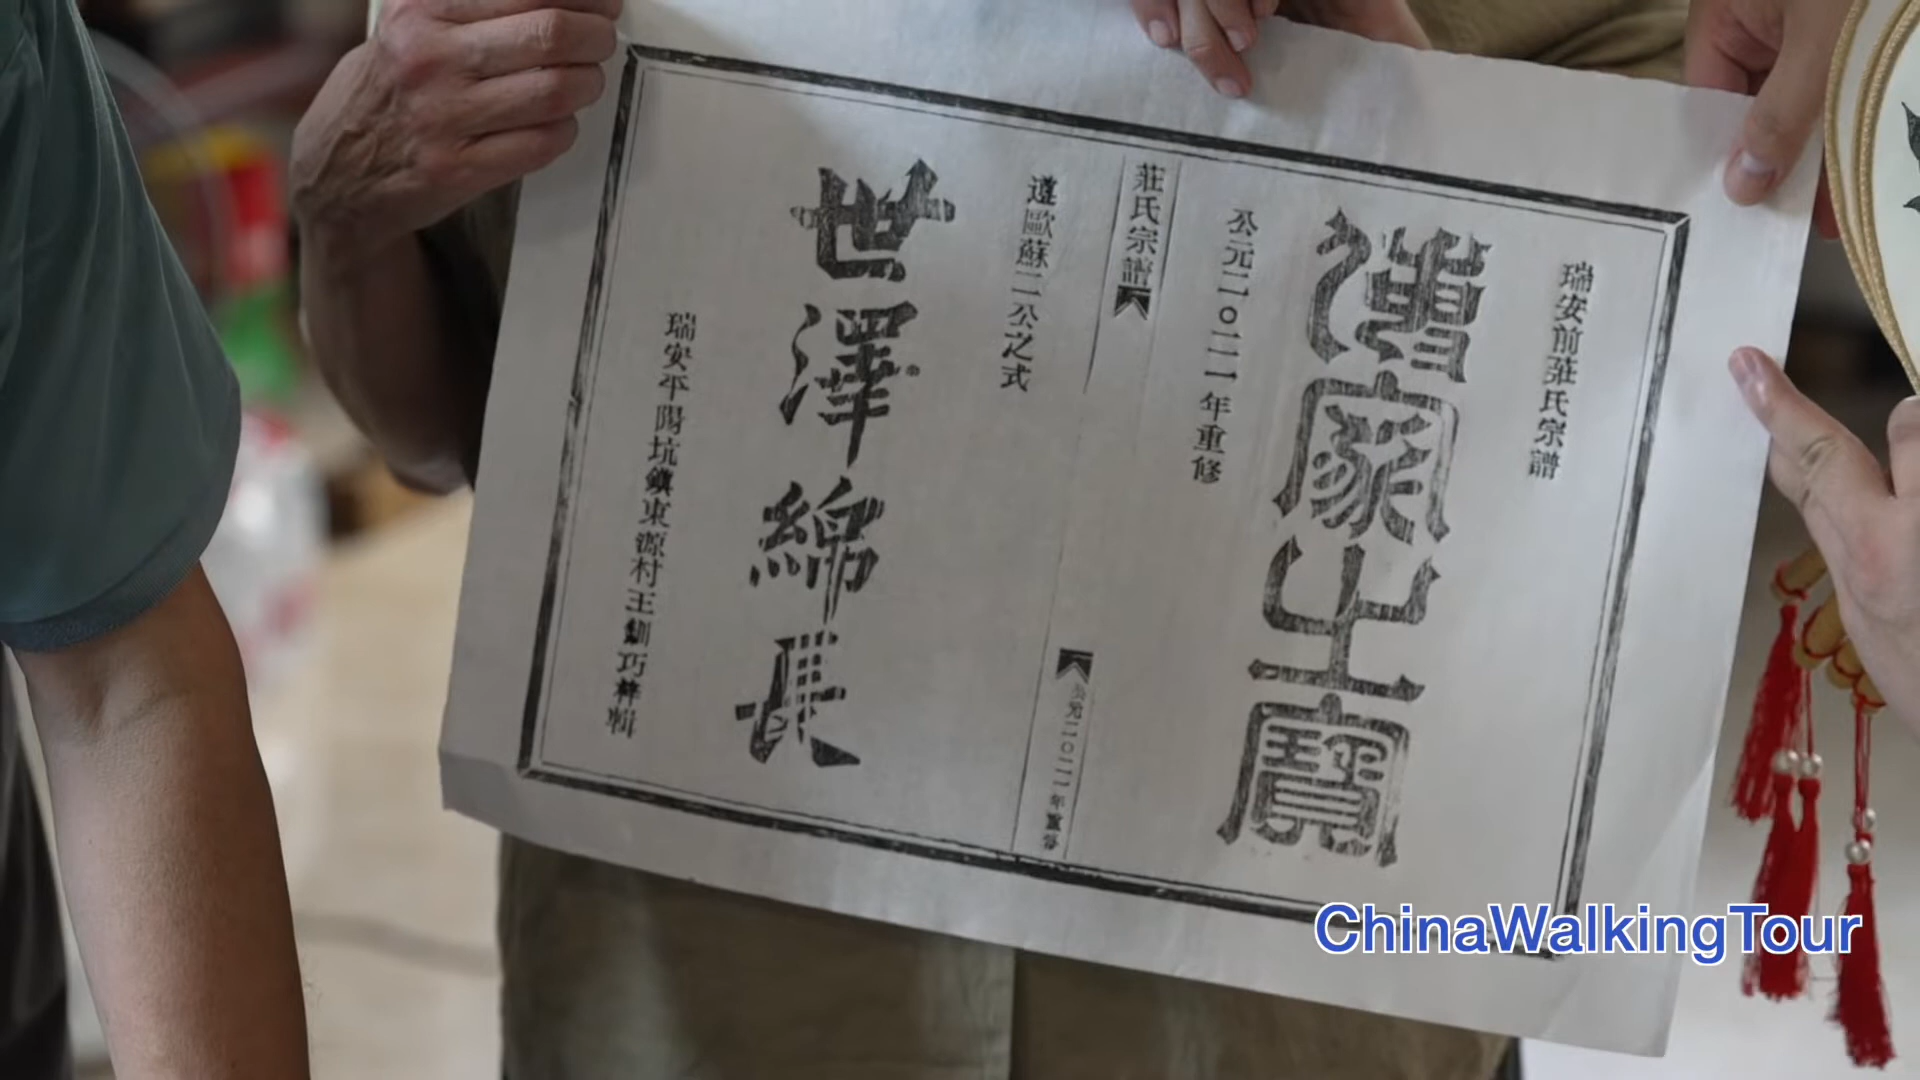 瑞安前莊氏宗譜
傳家之寶
公元二〇二一年重修
莊氏宗譜
公元二〇二一年重修
遵歐蘇二公之式
世澤綿長
瑞安平陽坑鎮東源村王釧巧梓輯
ChinaWalkingTour